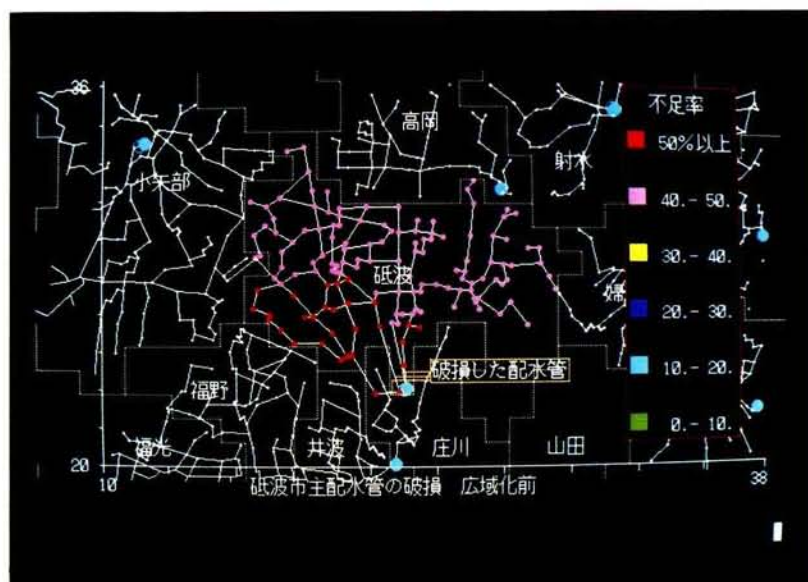 36
不足率
高岡
50%以上
射水
小矢部
40.- 50.
30.- 40.
砺波
婦
20.- 30.
破損した配水管
10.- 20.
福野
福光
井波
庄川
山田
0.- 10.
20
10
38
砺波市主配水管の破損 広域化前